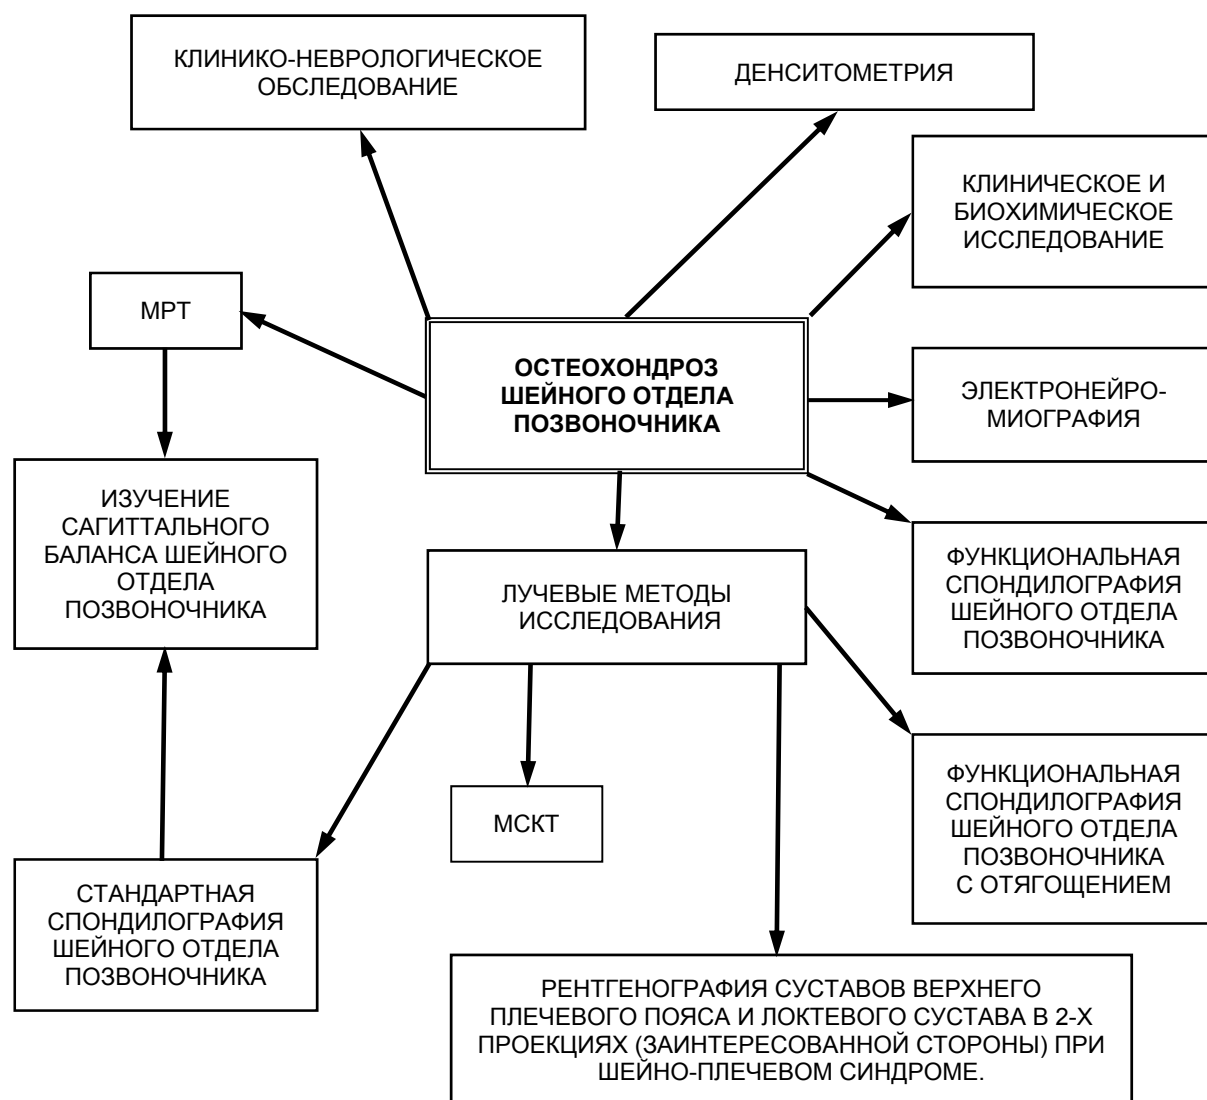 КЛИНИКО-НЕВРОЛОГИЧЕСКОЕ
ОБСЛЕДОВАНИЕ
ДЕНСИТОМЕТРИЯ
КЛИНИЧЕСКОЕ И
БИОХИМИЧЕСКОЕ
ИССЛЕДОВАНИЕ
МРТ
ОСТЕОХОНДРОЗ
ШЕЙНОГО ОТДЕЛА
ПОЗВОНОЧНИКА
ЭЛЕКТРОНЕЙРО-
МИОГРАФИЯ
ИЗУЧЕНИЕ
САГИТТАЛЬНОГО
БАЛАНСА ШЕЙНОГО
ОТДЕЛА
ПОЗВОНОЧНИКА
ЛУЧЕВЫЕ МЕТОДЫ
ИССЛЕДОВАНИЯ
ФУНКЦИОНАЛЬНАЯ
СПОНДИЛОГРАФИЯ
ШЕЙНОГО ОТДЕЛА
ПОЗВОНОЧНИКА
ФУНКЦИОНАЛЬНАЯ
СПОНДИЛОГРАФИЯ
ШЕЙНОГО ОТДЕЛА
ПОЗВОНОЧНИКА
С ОТЯГОЩЕНИЕМ
МСКТ
СТАНДАРТНАЯ
СПОНДИЛОГРАФИЯ
ШЕЙНОГО ОТДЕЛА
ПОЗВОНОЧНИКА
РЕНТГЕНОГРАФИЯ СУСТАВОВ ВЕРХНЕГО
ПЛЕЧЕВОГО ПОЯСА И ЛОКТЕВОГО СУСТАВА В 2-Х
ПРОЕКЦИЯХ (ЗАИНТЕРЕСОВАННОЙ СТОРОНЫ) ПРИ
ШЕЙНО-ПЛЕЧЕВОМ СИНДРОМЕ.